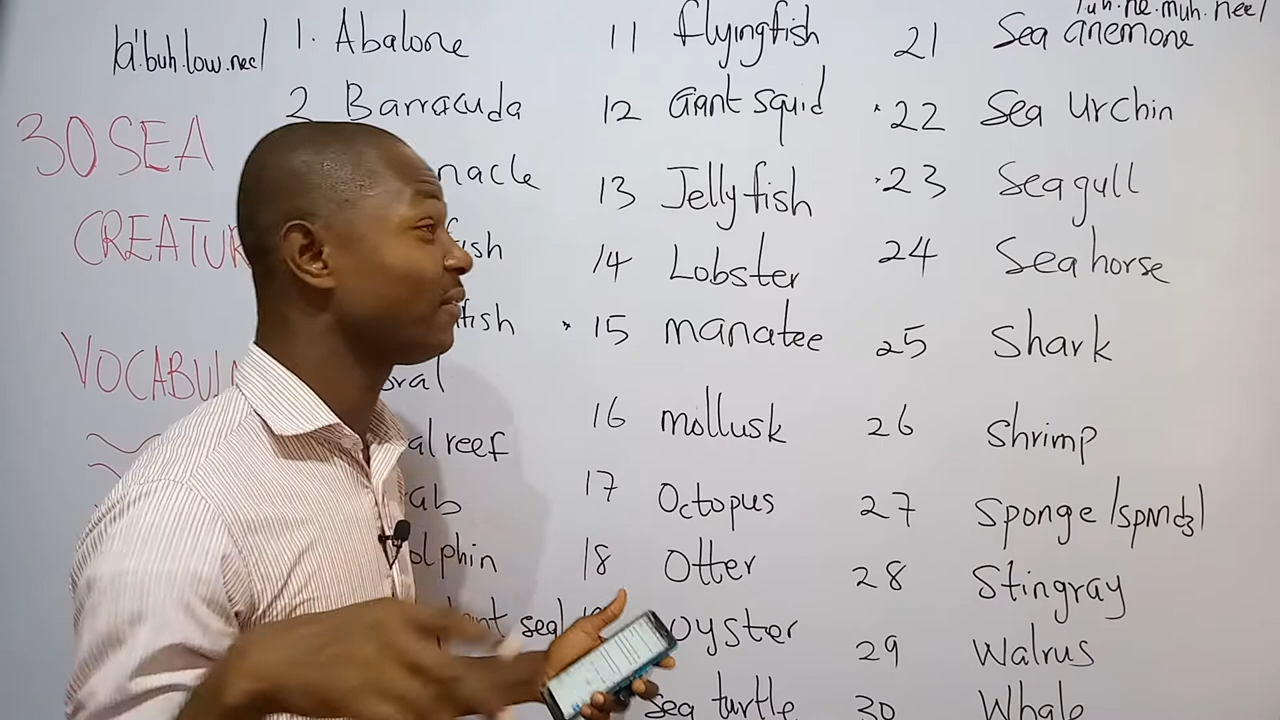 30 SEA
CREATUR
VOCABUL
/a'.buh.low.nee/
1. Abalone
2 Barracuda
nacle
ish
fish
oral
al reef
ab
olphin
ant seal
11 flyingfish
12 Giant squid
13 Jellyfish
14 Lobster
15 manatee
16 mollusk
17 Octopus
18 Otter
oyster
Sea turtle
/uh.ne.muh.nee/
21 Sea anemone
22 Sea Urchin
23 Seagull
24 Seahorse
25 Shark
26 Shrimp
27 Sponge /spʌndʒ/
28 Stingray
29 Walrus
30 Whale